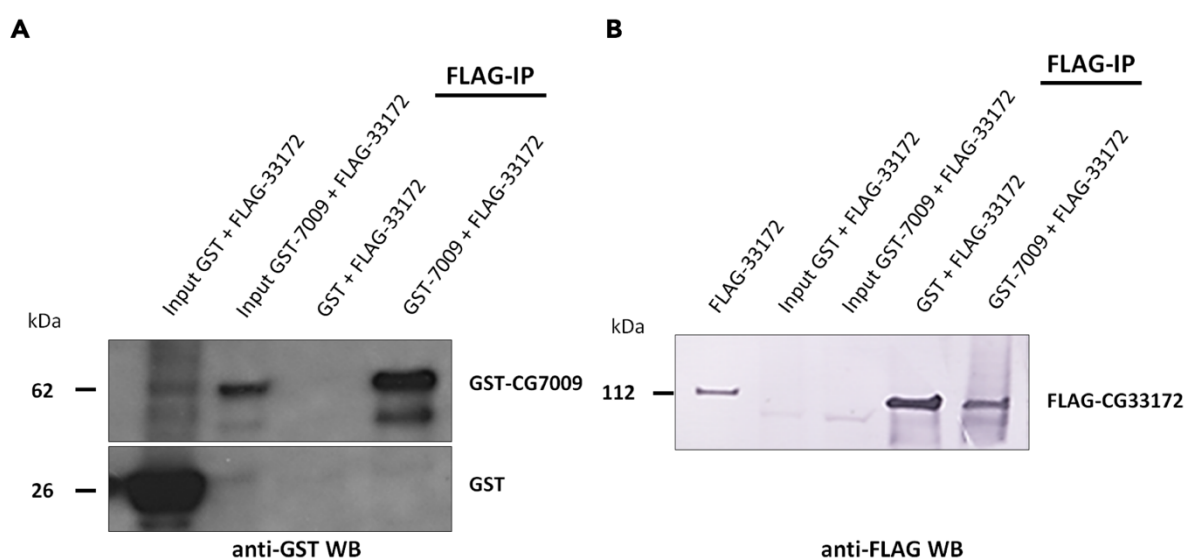 A
FLAG-IP
Input GST + FLAG-33172
Input GST-7009 + FLAG-33172
GST + FLAG-33172
GST-7009 + FLAG-33172
kDa
62
GST-CG7009
26
GST
anti-GST WB
B
FLAG-IP
FLAG-33172
Input GST + FLAG-33172
Input GST-7009 + FLAG-33172
GST + FLAG-33172
GST-7009 + FLAG-33172
kDa
112
FLAG-CG33172
anti-FLAG WB